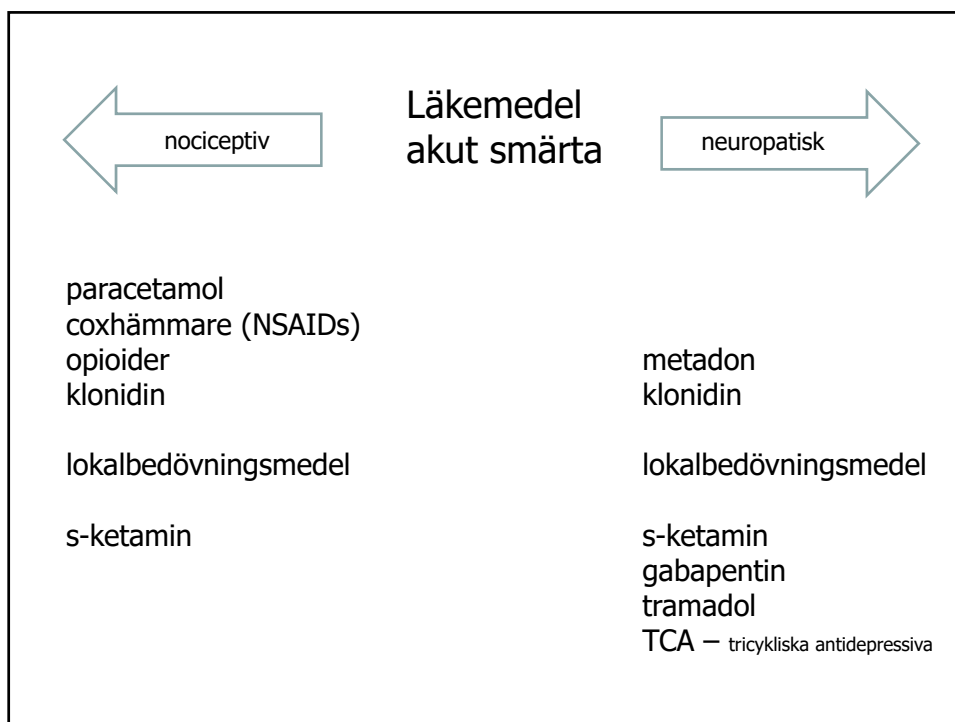 Läkemedel
akut smärta
nociceptiv
neuropatisk
paracetamol
coxhämmare (NSAIDs)
opioider
klonidin
lokalbedövningsmedel
s-ketamin
metadon
klonidin
lokalbedövningsmedel
s-ketamin
gabapentin
tramadol
TCA – tricykliska antidepressiva